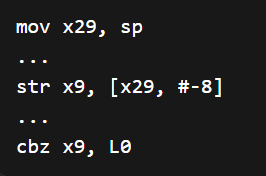 mov x29, sp
...
str x9, [x29, #-8]
...
cbz x9, L0